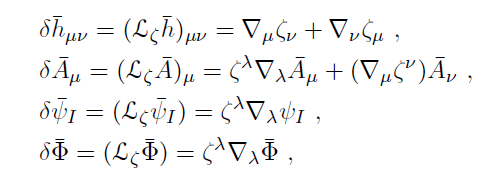 δh̄_{μν} = (ℒ_ζ h̄)_{μν} = ∇_μ ζ_ν + ∇_ν ζ_μ ,
δĀ_μ = (ℒ_ζ Ā)_μ = ζ^λ ∇_λ Ā_μ + (∇_μ ζ^ν) Ā_ν ,
δψ̄_I = (ℒ_ζ ψ̄_I) = ζ^λ ∇_λ ψ_I ,
δΦ̄ = (ℒ_ζ Φ̄) = ζ^λ ∇_λ Φ̄ ,